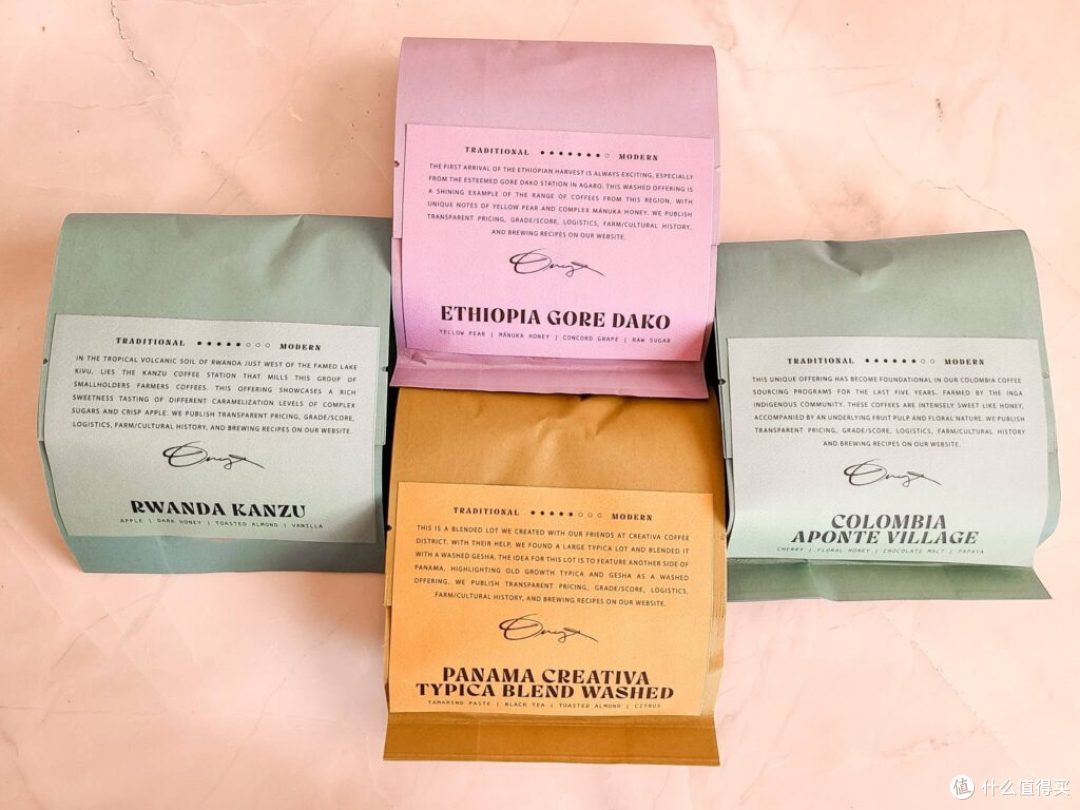 TRADITIONAL MODERN
THE FIRST ARRIVAL OF THE ETHIOPIAN HARVEST IS ALWAYS EXCITING, ESPECIALLY
FROM THE ESTEEMED GORE DAKO STATION IN AGARO. THIS WASHED OFFERING IS
A SHINING EXAMPLE OF THE RANGE OF COFFEES FROM THIS REGION, WITH
UNIQUE NOTES OF YELLOW PEAR AND COMPLEX MĀNUKA HONEY. WE PUBLISH
TRANSPARENT PRICING, GRADE/SCORE, LOGISTICS, FARM/CULTURAL HISTORY,
AND BREWING RECIPES ON OUR WEBSITE.
Onyx
ETHIOPIA GORE DAKO
YELLOW PEAR | MĀNUKA HONEY | CONCORD GRAPE | RAW SUGAR
TRADITIONAL MODERN
IN THE TROPICAL VOLCANIC SOIL OF RWANDA JUST WEST OF THE FAMED LAKE
KIVU, LIES THE KANZU COFFEE STATION THAT MILLS THIS GROUP OF
SMALLHOLDERS FARMERS COFFEES. THIS OFFERING SHOWCASES A RICH
SWEETNESS TASTING OF DIFFERENT CARAMELIZATION LEVELS OF COMPLEX
SUGARS AND CRISP APPLE. WE PUBLISH TRANSPARENT PRICING, GRADE/SCORE,
LOGISTICS, FARM/CULTURAL HISTORY, AND BREWING RECIPES ON OUR WEBSITE.
Onyx
RWANDA KANZU
APPLE | DARK HONEY | TOASTED ALMOND | VANILLA
TRADITIONAL MODERN
THIS UNIQUE OFFERING HAS BECOME FOUNDATIONAL IN OUR COLOMBIA COFFEE
SOURCING PROGRAMS FOR THE LAST FIVE YEARS. FARMED BY THE INGA
INDIGENOUS COMMUNITY. THESE COFFEES ARE INTENSELY SWEET LIKE HONEY,
ACCOMPANIED BY AN UNDERLYING FRUIT PULP AND FLORAL NATURE. WE PUBLISH
TRANSPARENT PRICING, GRADE/SCORE, LOGISTICS, FARM/CULTURAL HISTORY
AND BREWING RECIPES ON OUR WEBSITE.
Onyx
COLOMBIA
APONTE VILLAGE
CHERRY | FLORAL HONEY | CHOCOLATE MALT | PAPAYA
TRADITIONAL MODERN
THIS IS A BLENDED LOT WE CREATED WITH OUR FRIENDS AT CREATIVA COFFEE
DISTRICT. WITH THEIR HELP, WE FOUND A LARGE TYPICA LOT AND BLENDED IT
WITH A WASHED GESHA. THE IDEA FOR THIS LOT IS TO FEATURE ANOTHER SIDE OF
PANAMA, HIGHLIGHTING OLD GROWTH TYPICA AND GESHA AS A WASHED
OFFERING. WE PUBLISH TRANSPARENT PRICING, GRADE/SCORE, LOGISTICS,
FARM/CULTURAL HISTORY, AND BREWING RECIPES ON OUR WEBSITE.
Onyx
PANAMA CREATIVA
TYPICA BLEND WASHED
TAMARIND PASTE | BLACK TEA | TOASTED ALMOND | CITRUS
值 什么值得买